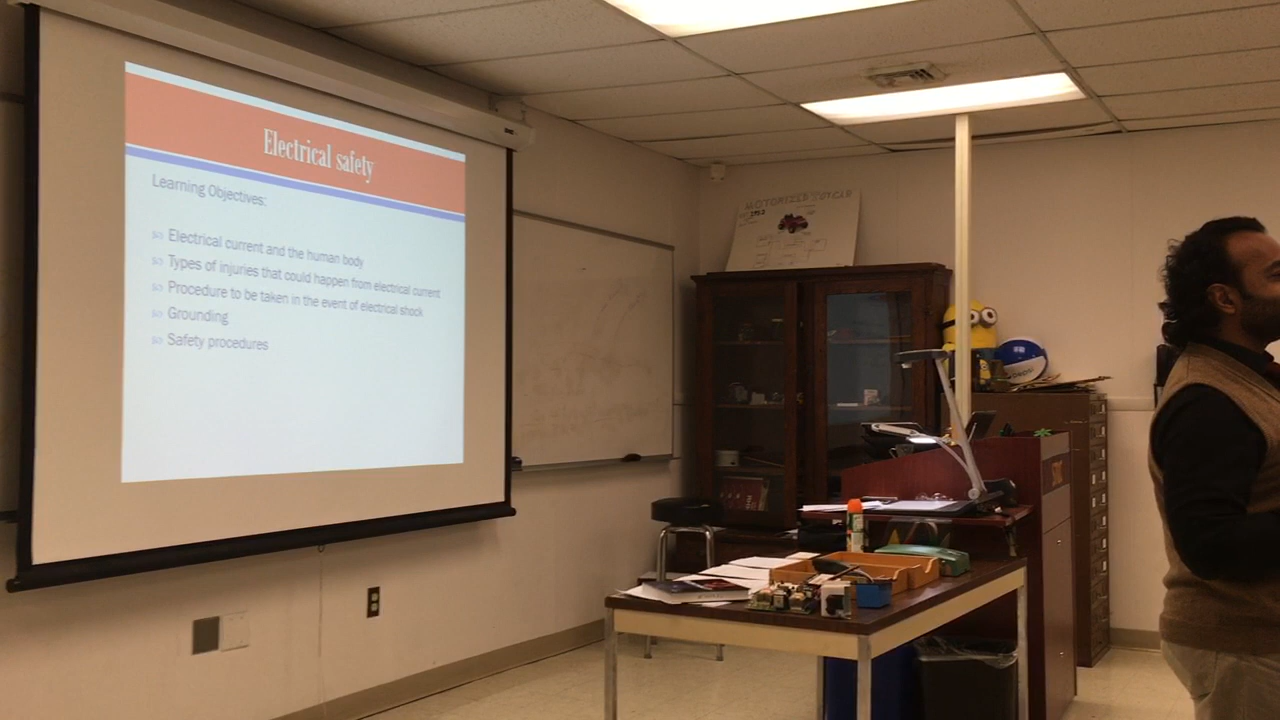 Electrical safety
Learning Objectives:
Electrical current and the human body
Types of injuries that could happen from electrical current
Procedure to be taken in the event of electrical shock
Grounding
Safety procedures
MOTORIZED TOY CAR